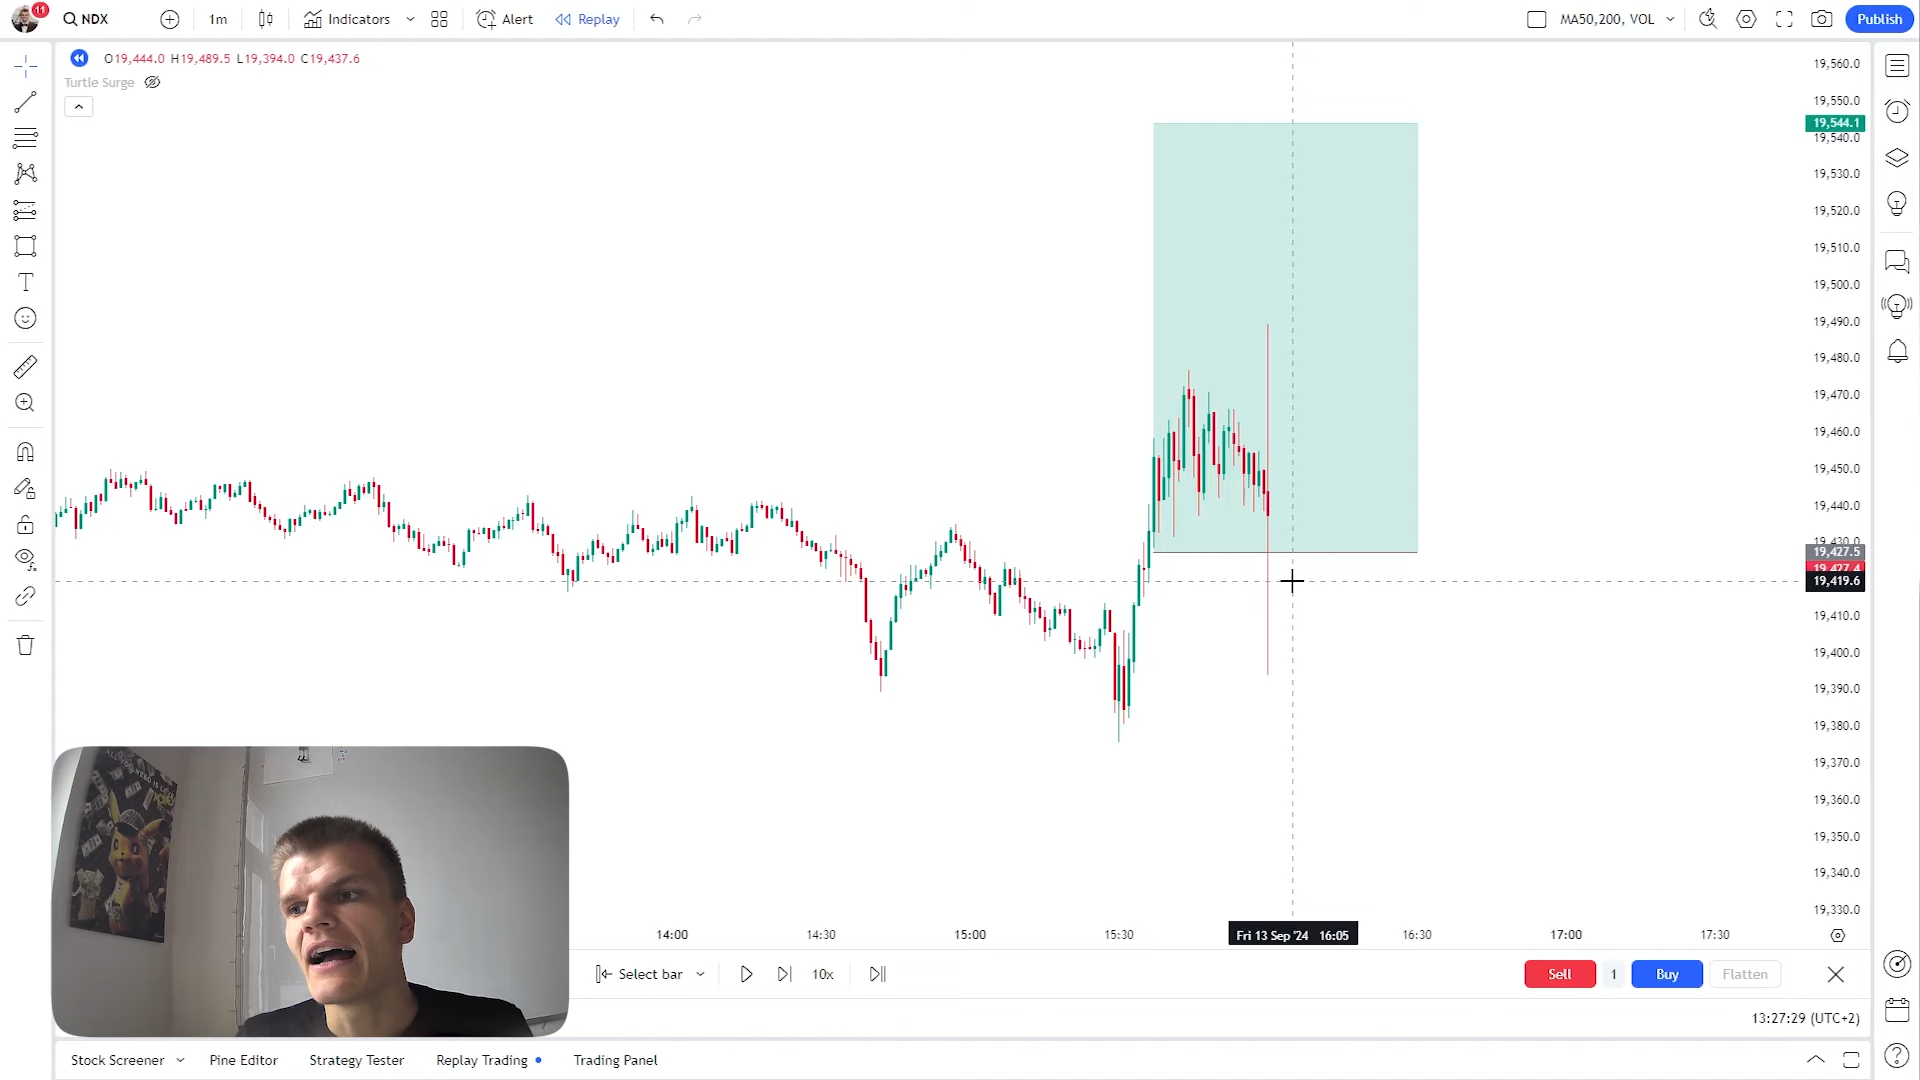 11
NDX
1m
Indicators
Alert
Replay
MA50,200, VOL
Publish
O19,444.0 H19,489.5 L19,394.0 C19,437.6
Turtle Surge
19,560.0
19,550.0
19,544.1
19,540.0
19,530.0
19,520.0
19,510.0
19,500.0
19,490.0
19,480.0
19,470.0
19,460.0
19,450.0
19,440.0
19,430.0
19,427.5
19,427.4
19,419.6
19,410.0
19,400.0
19,390.0
19,380.0
19,370.0
19,360.0
19,350.0
19,340.0
19,330.0
14:00
14:30
15:00
15:30
Fri 13 Sep '24 16:05
16:30
17:00
17:30
Select bar
10x
Sell
1
Buy
Flatten
13:27:29 (UTC+2)
Stock Screener
Pine Editor
Strategy Tester
Replay Trading
Trading Panel